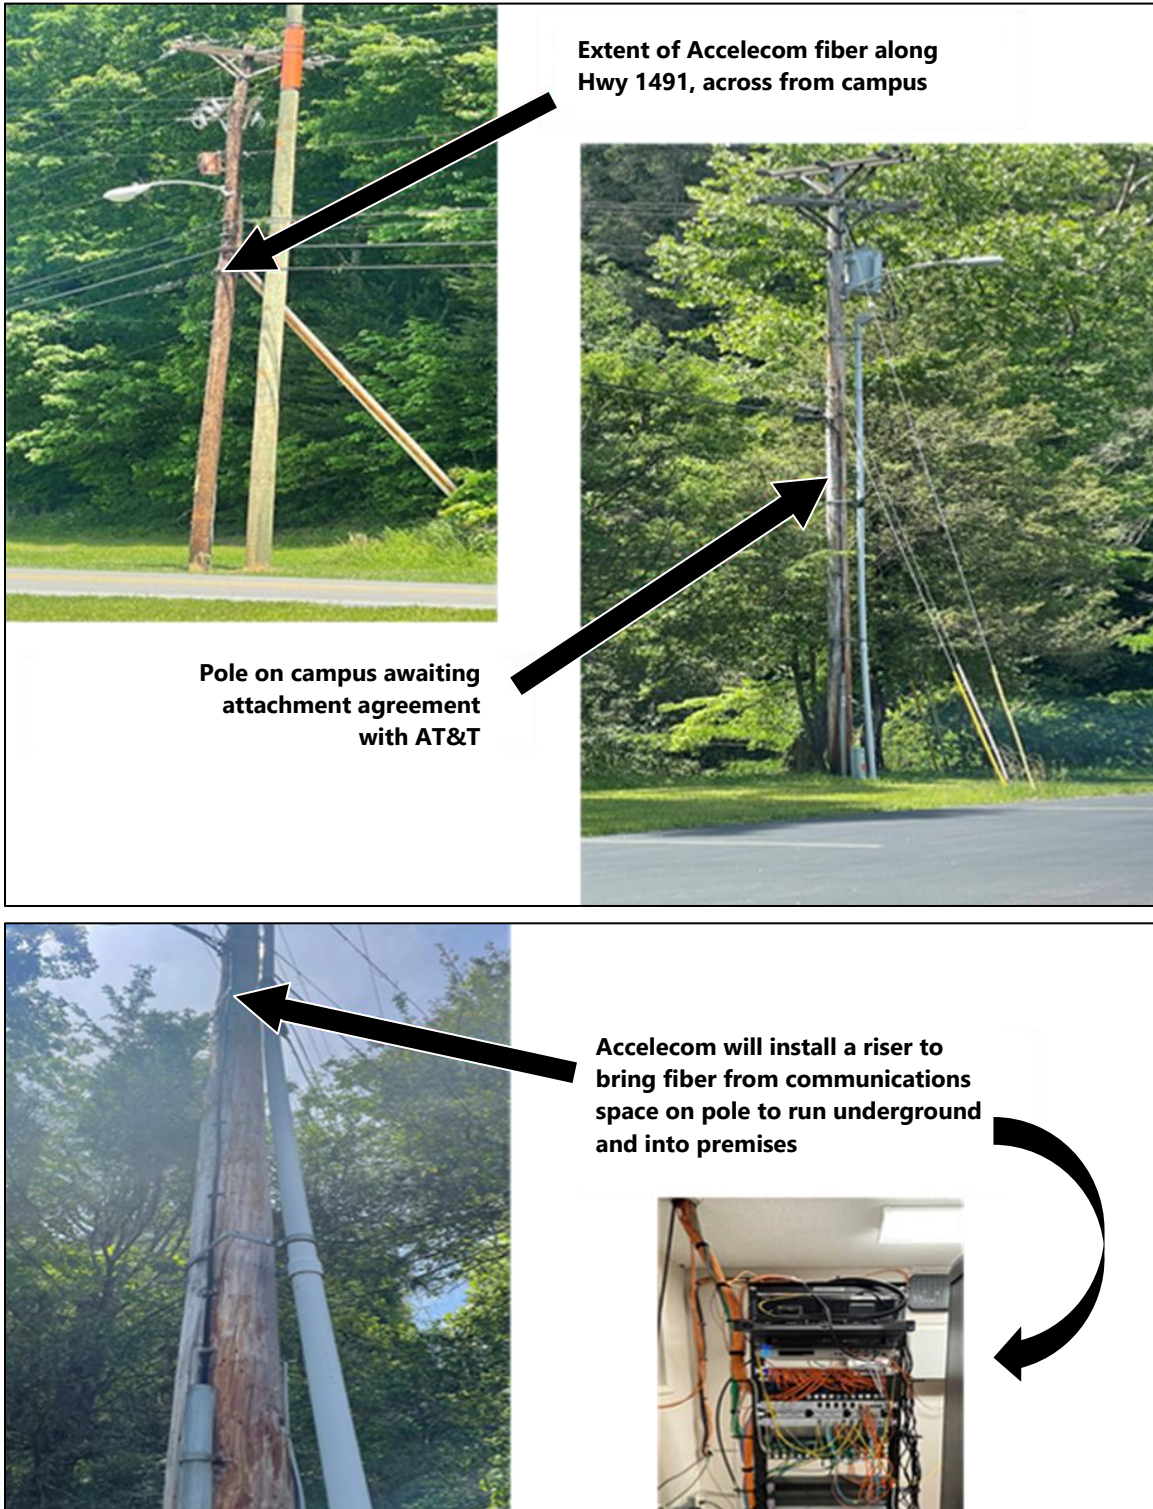 Extent of Accelecom fiber along
Hwy 1491, across from campus
Pole on campus awaiting
attachment agreement
with AT&T
Accelecom will install a riser to
bring fiber from communications
space on pole to run underground
and into premises